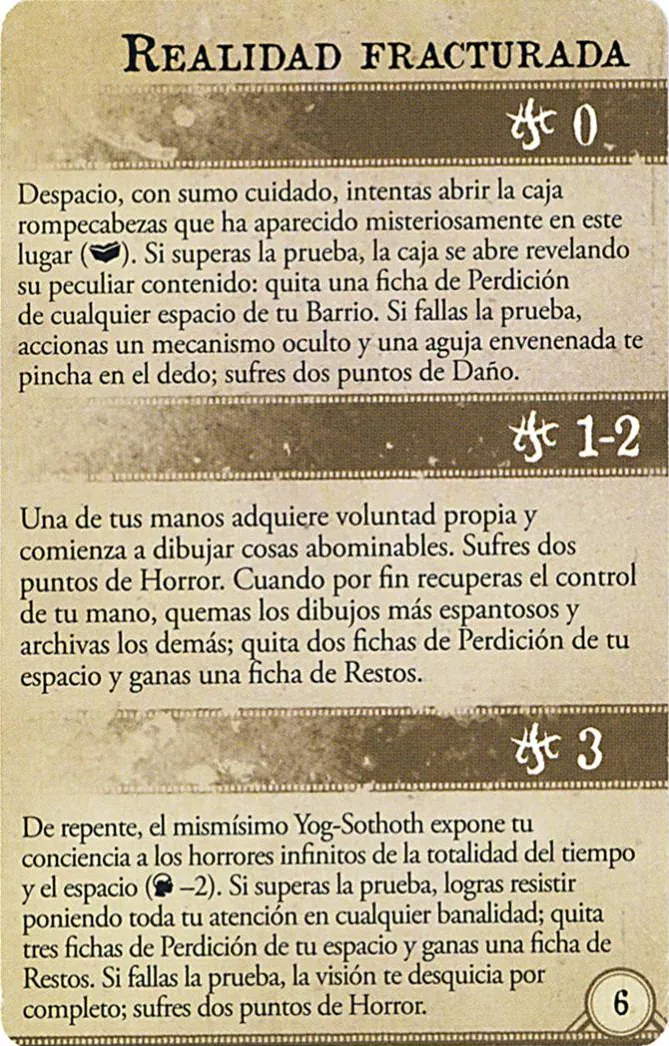 REALIDAD FRACTURADA
0
Despacio, con sumo cuidado, intentas abrir la caja
rompecabezas que ha aparecido misteriosamente en este
lugar ( ). Si superas la prueba, la caja se abre revelando
su peculiar contenido: quita una ficha de Perdición
de cualquier espacio de tu Barrio. Si fallas la prueba,
accionas un mecanismo oculto y una aguja envenenada te
pincha en el dedo; sufres dos puntos de Daño.
1-2
Una de tus manos adquiere voluntad propia y
comienza a dibujar cosas abominables. Sufres dos
puntos de Horror. Cuando por fin recuperas el control
de tu mano, quemas los dibujos más espantosos y
archivas los demás; quita dos fichas de Perdición de tu
espacio y ganas una ficha de Restos.
3
De repente, el mismísimo Yog-Sothoth expone tu
conciencia a los horrores infinitos de la totalidad del tiempo
y el espacio ( –2). Si superas la prueba, logras resistir
poniendo toda tu atención en cualquier banalidad; quita
tres fichas de Perdición de tu espacio y ganas una ficha de
Restos. Si fallas la prueba, la visión te desquicia por
completo; sufres dos puntos de Horror.
6